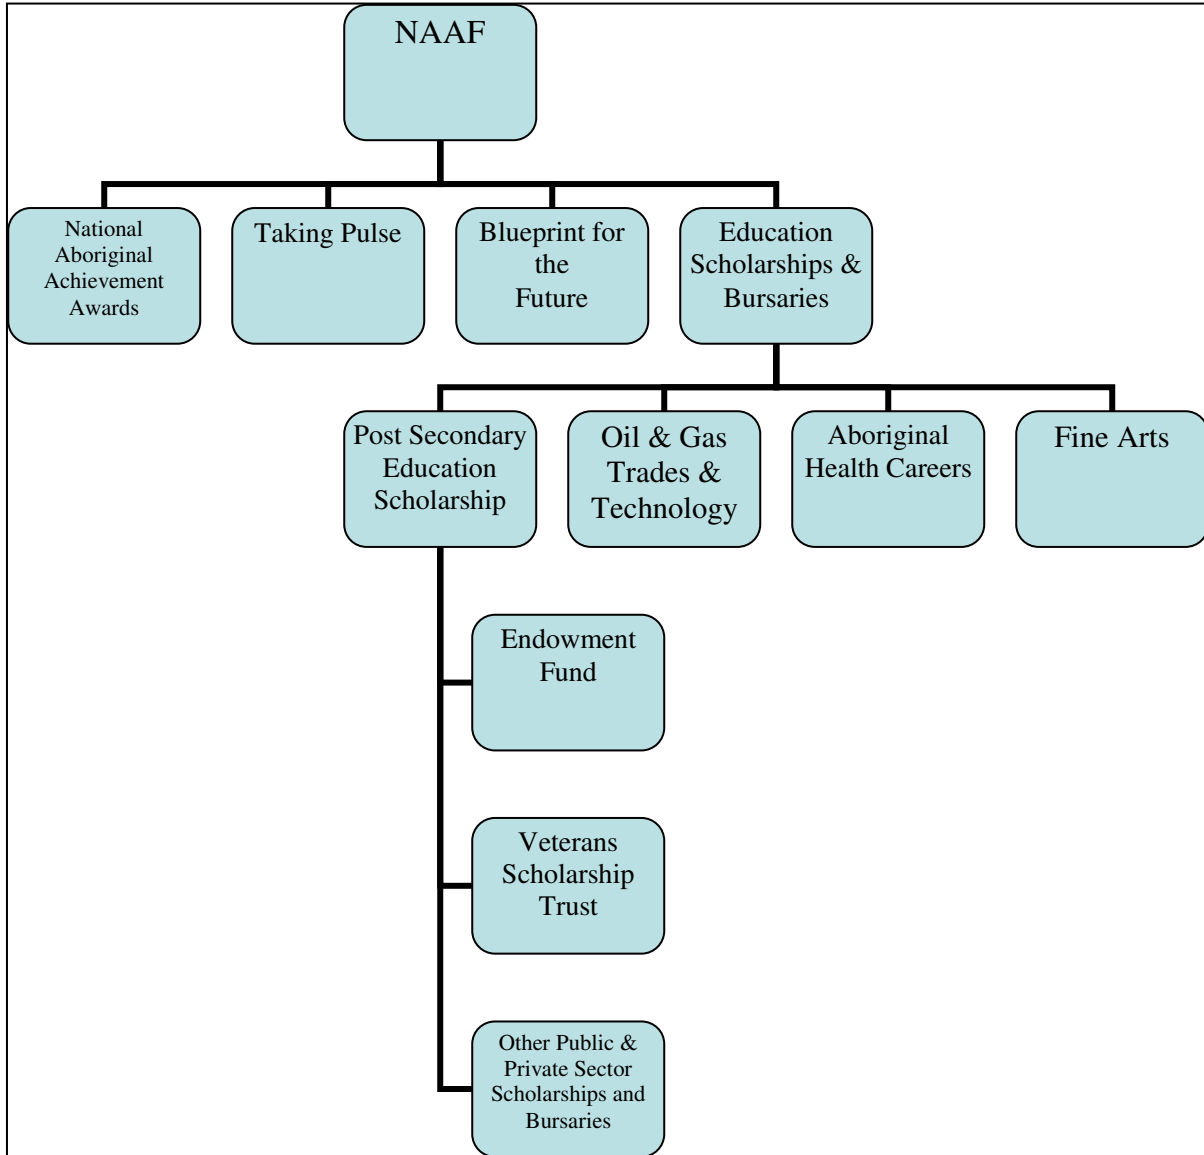 NAAF
National
Aboriginal
Achievement
Awards
Taking Pulse
Blueprint for
the
Future
Education
Scholarships &
Bursaries
Post Secondary
Education
Scholarship
Oil & Gas
Trades &
Technology
Aboriginal
Health Careers
Fine Arts
Endowment
Fund
Veterans
Scholarship
Trust
Other Public &
Private Sector
Scholarships and
Bursaries